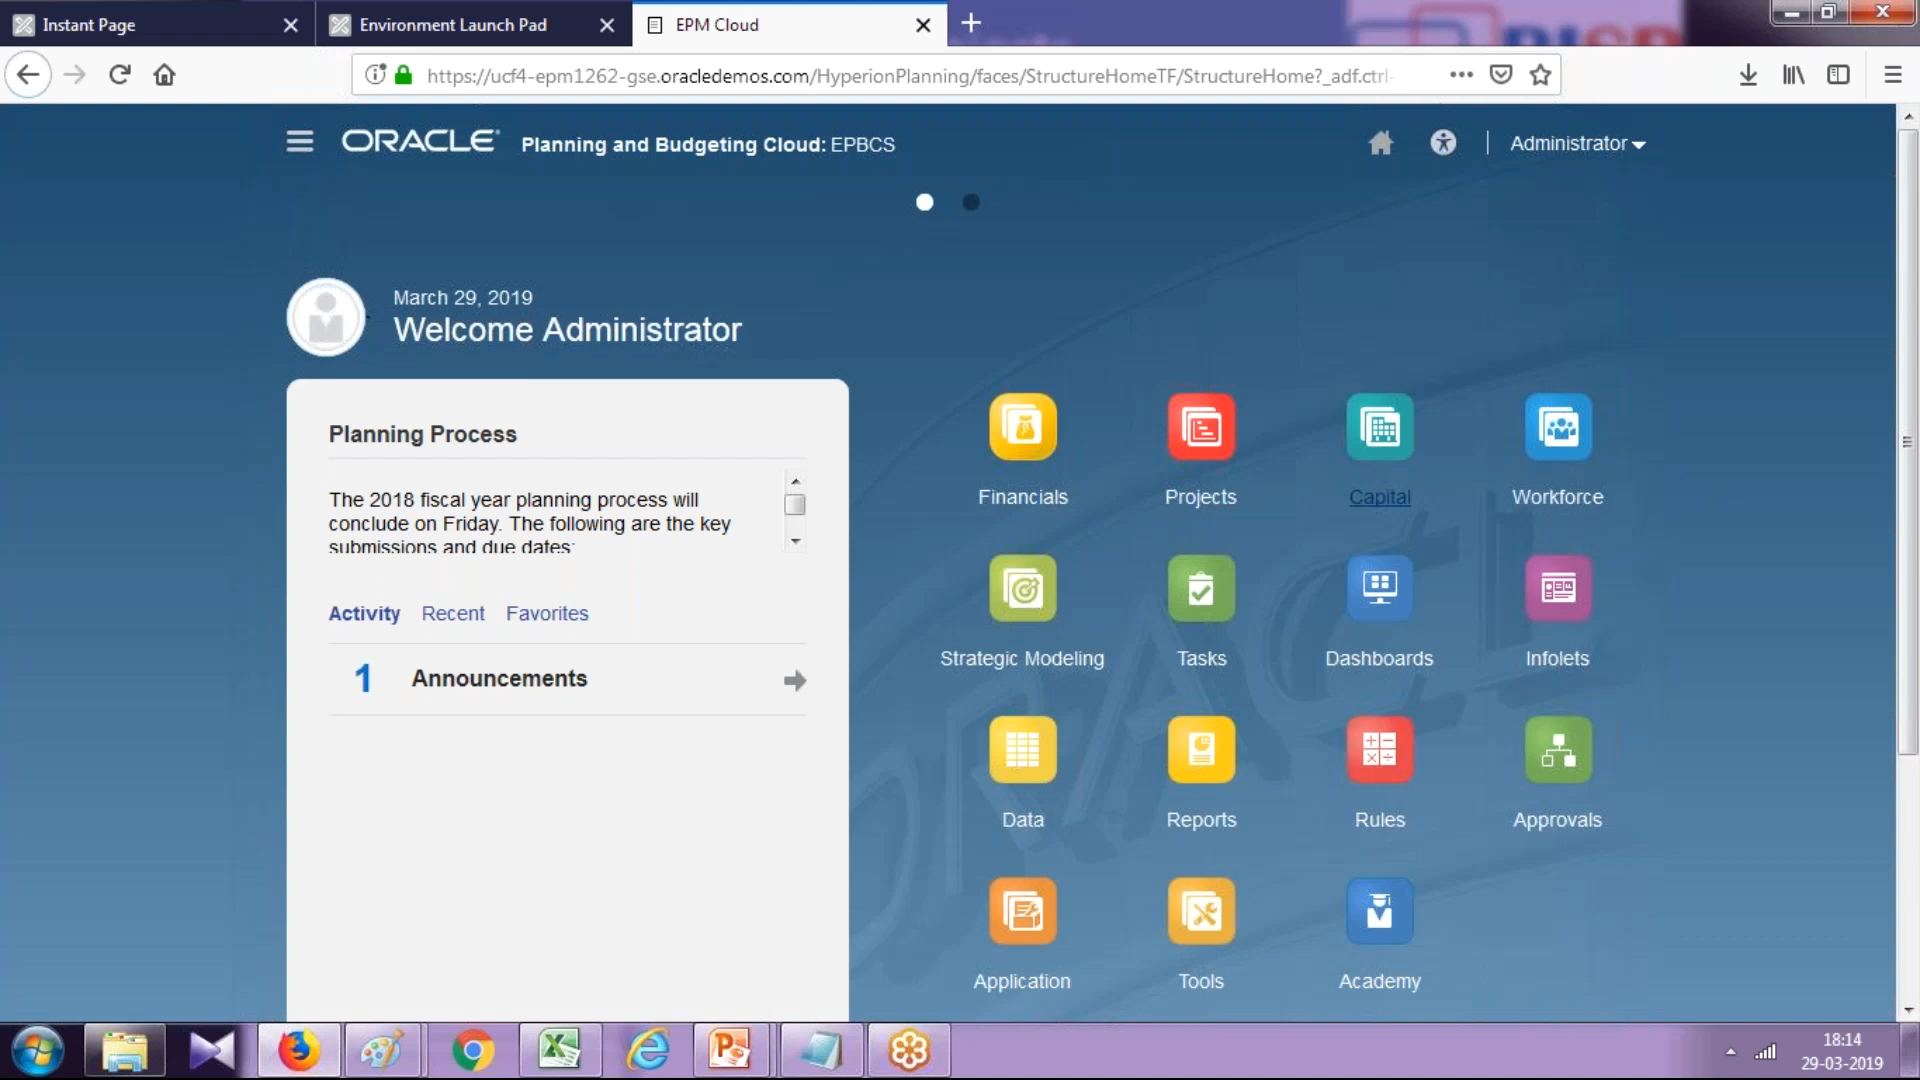 Instant Page
Environment Launch Pad
EPM Cloud
https://ucf4-epm1262-gse.oracledemos.com/HyperionPlanning/faces/StructureHomeTF/StructureHome?_adf.ctrl-
ORACLE Planning and Budgeting Cloud: EPBCS
Administrator
March 29, 2019
Welcome Administrator
Planning Process
The 2018 fiscal year planning process will
conclude on Friday. The following are the key
submissions and due dates:
Activity Recent Favorites
1 Announcements
Financials Projects Capital Workforce
Strategic Modeling Tasks Dashboards Infolets
Data Reports Rules Approvals
Application Tools Academy
18:14
29-03-2019